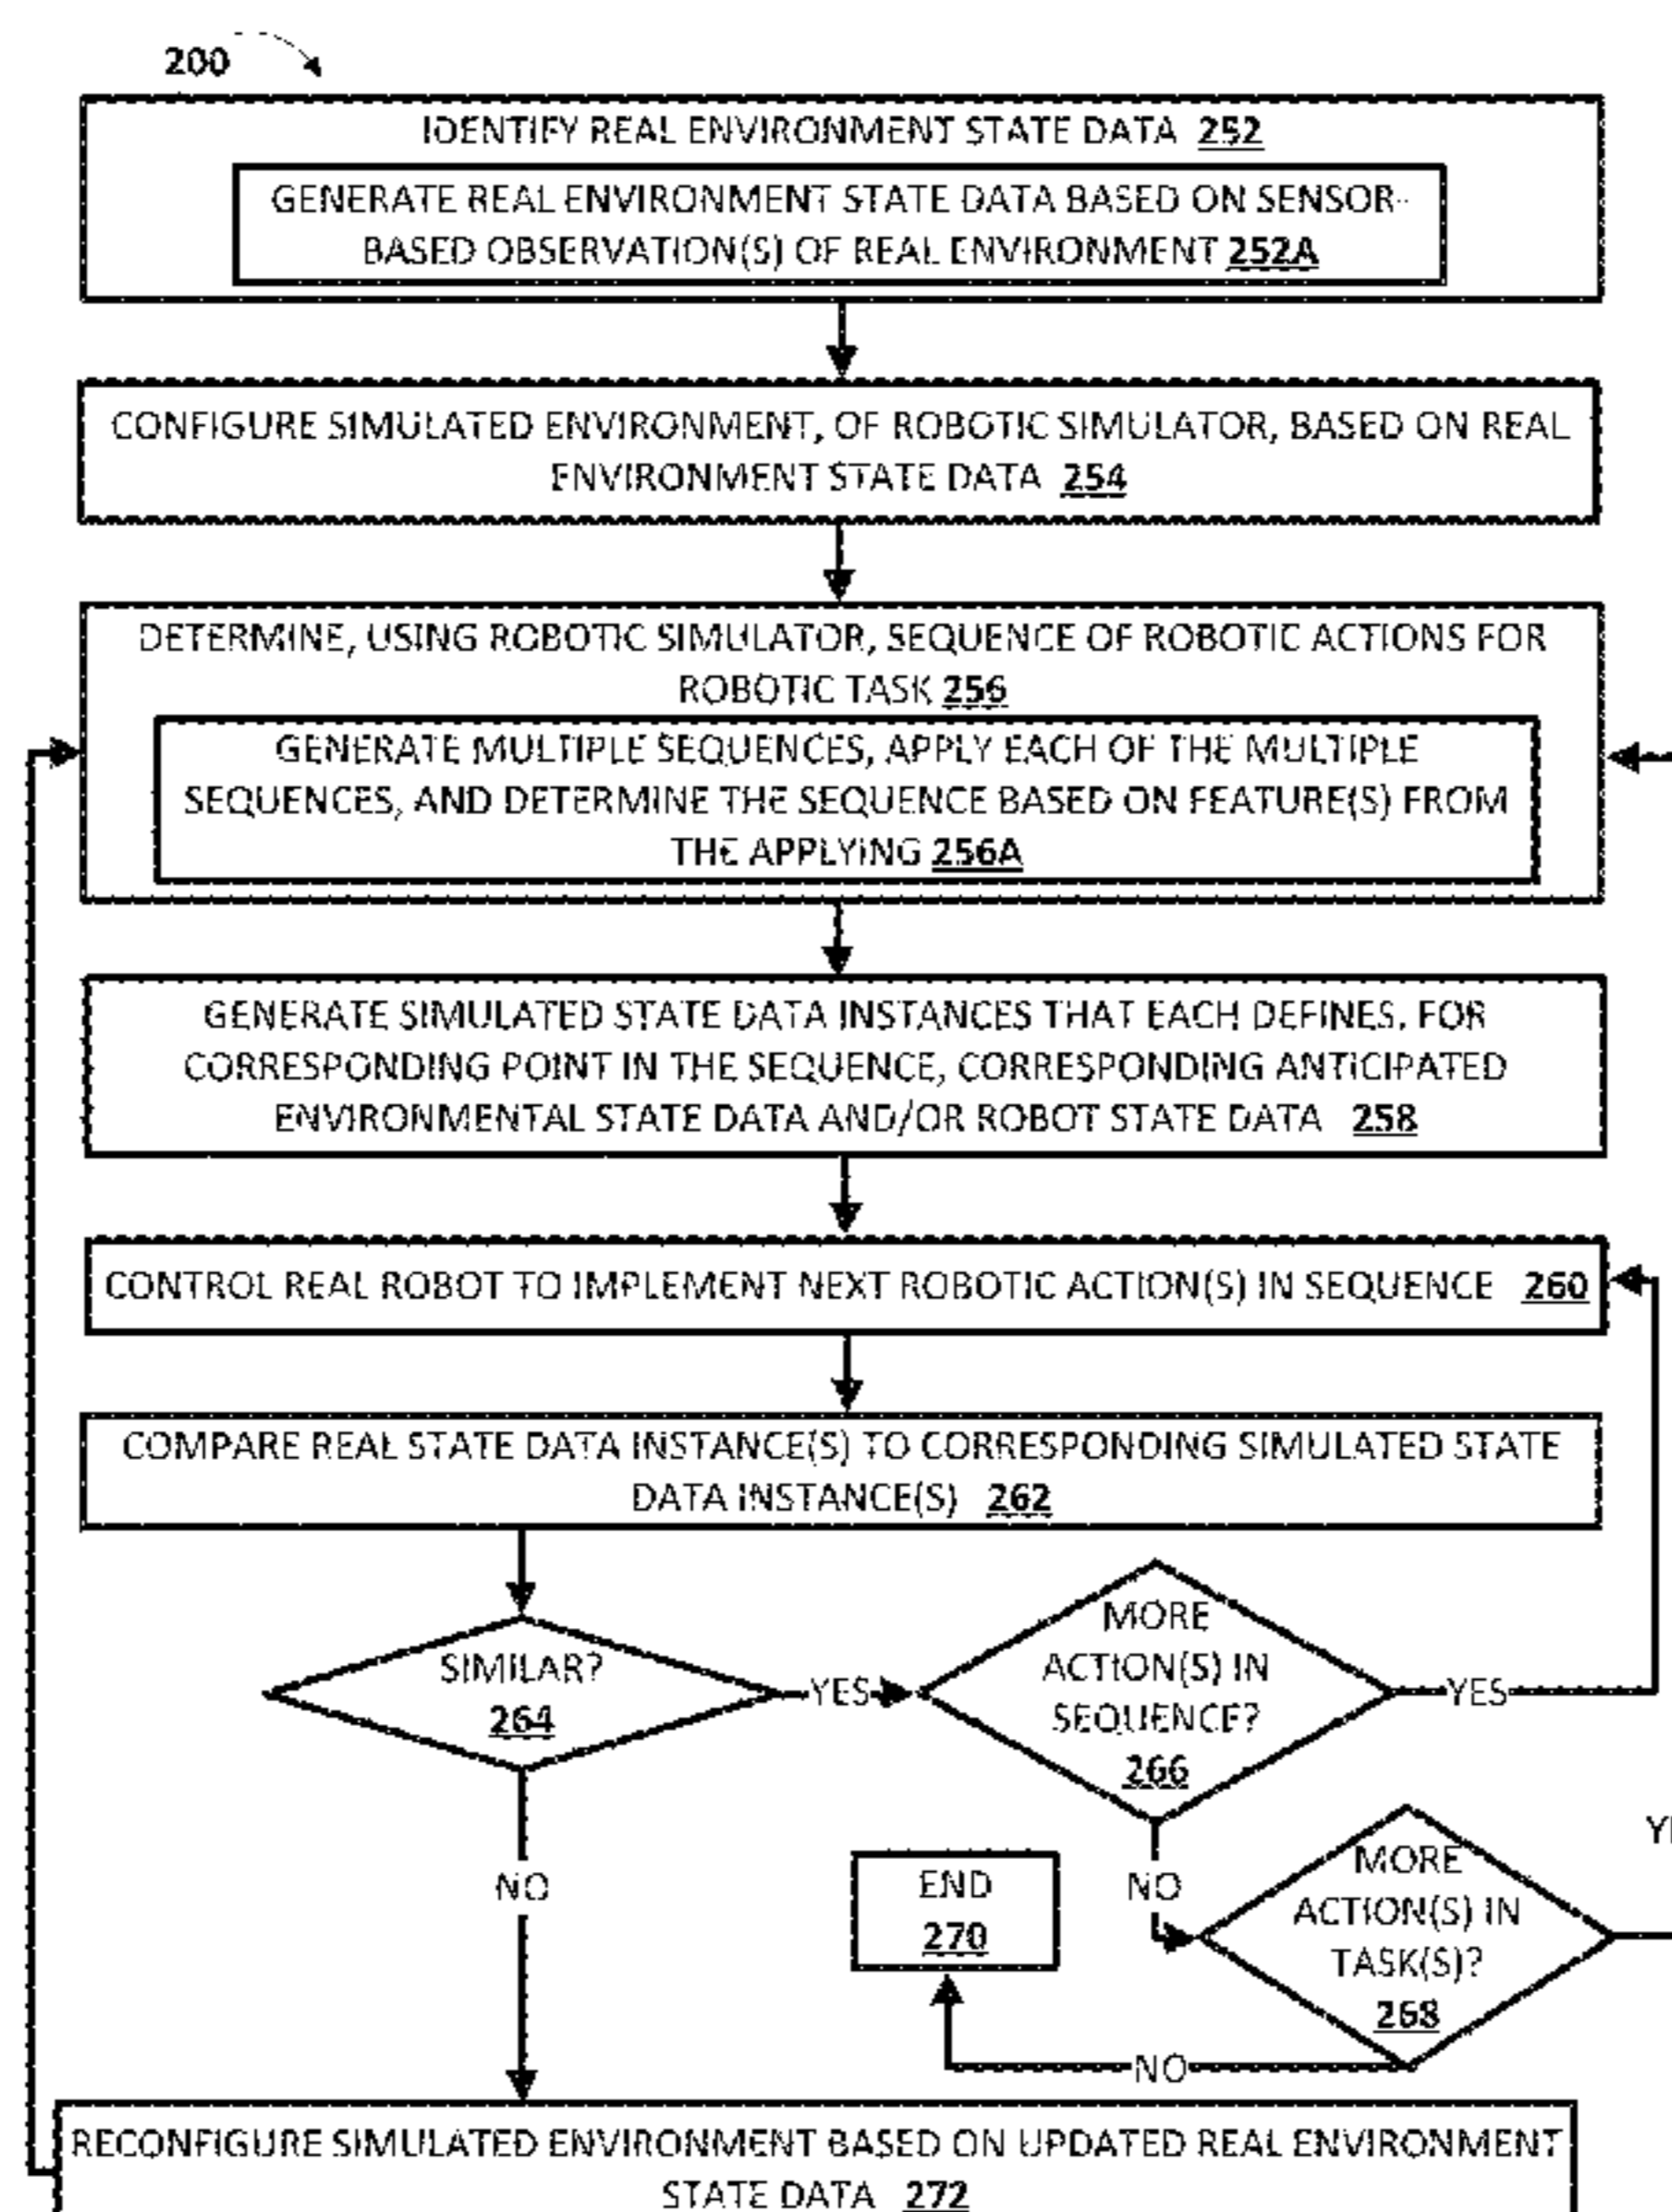 200
IDENTIFY REAL ENVIRONMENT STATE DATA 252
GENERATE REAL ENVIRONMENT STATE DATA BASED ON SENSOR-
BASED OBSERVATION(S) OF REAL ENVIRONMENT 252A
CONFIGURE SIMULATED ENVIRONMENT, OF ROBOTIC SIMULATOR, BASED ON REAL
ENVIRONMENT STATE DATA 254
DETERMINE, USING ROBOTIC SIMULATOR, SEQUENCE OF ROBOTIC ACTIONS FOR
ROBOTIC TASK 256
GENERATE MULTIPLE SEQUENCES, APPLY EACH OF THE MULTIPLE
SEQUENCES, AND DETERMINE THE SEQUENCE BASED ON FEATURE(S) FROM
THE APPLYING 256A
GENERATE SIMULATED STATE DATA INSTANCES THAT EACH DEFINES, FOR
CORRESPONDING POINT IN THE SEQUENCE, CORRESPONDING ANTICIPATED
ENVIRONMENTAL STATE DATA AND/OR ROBOT STATE DATA 258
CONTROL REAL ROBOT TO IMPLEMENT NEXT ROBOTIC ACTION(S) IN SEQUENCE 260
COMPARE REAL STATE DATA INSTANCE(S) TO CORRESPONDING SIMULATED STATE
DATA INSTANCE(S) 262
SIMILAR?
264
YES
MORE
ACTION(S) IN
SEQUENCE?
266
YES
NO
NO
MORE
ACTION(S) IN
TASK(S)?
268
END
270
NO
RECONFIGURE SIMULATED ENVIRONMENT BASED ON UPDATED REAL ENVIRONMENT
STATE DATA 272